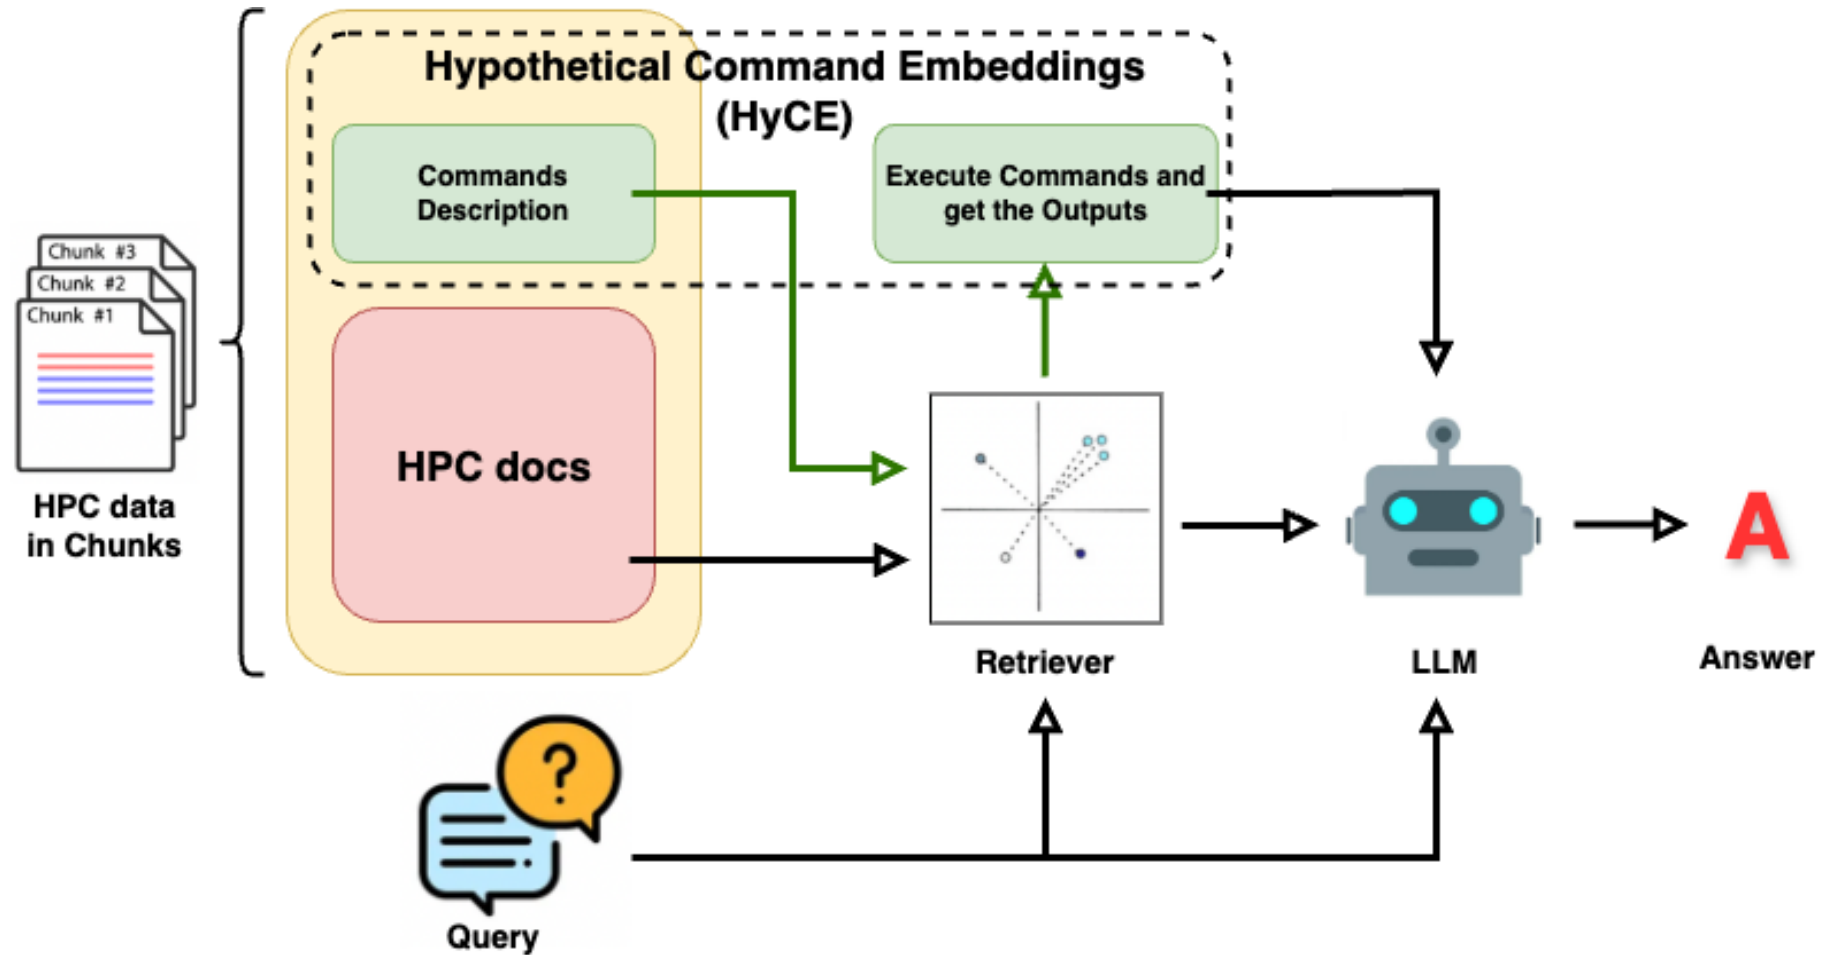 Hypothetical Command Embeddings
(HyCE)
Commands
Description
Execute Commands and
get the Outputs
Chunk #3
Chunk #2
Chunk #1
HPC data
in Chunks
HPC docs
Retriever
LLM
A
Answer
?
Query